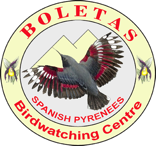 BOLETAS
SPANISH PYRENEES
Birdwatching Centre